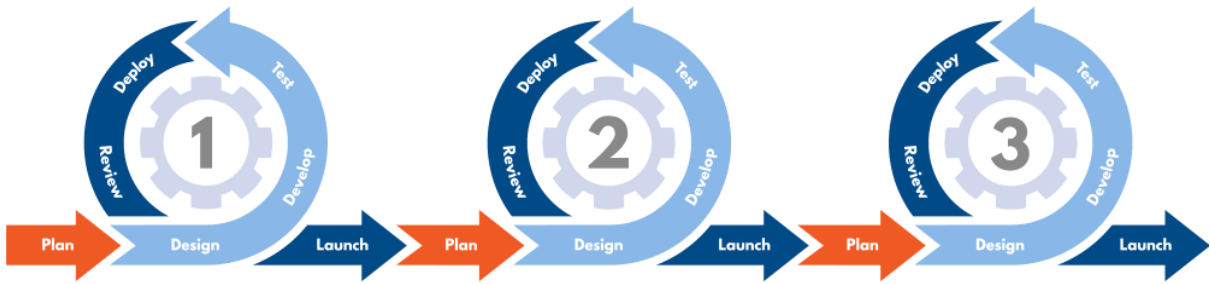 Plan
Design
Develop
Test
Deploy
Review
1
Launch
Plan
Design
Develop
Test
Deploy
Review
2
Launch
Plan
Design
Develop
Test
Deploy
Review
3
Launch